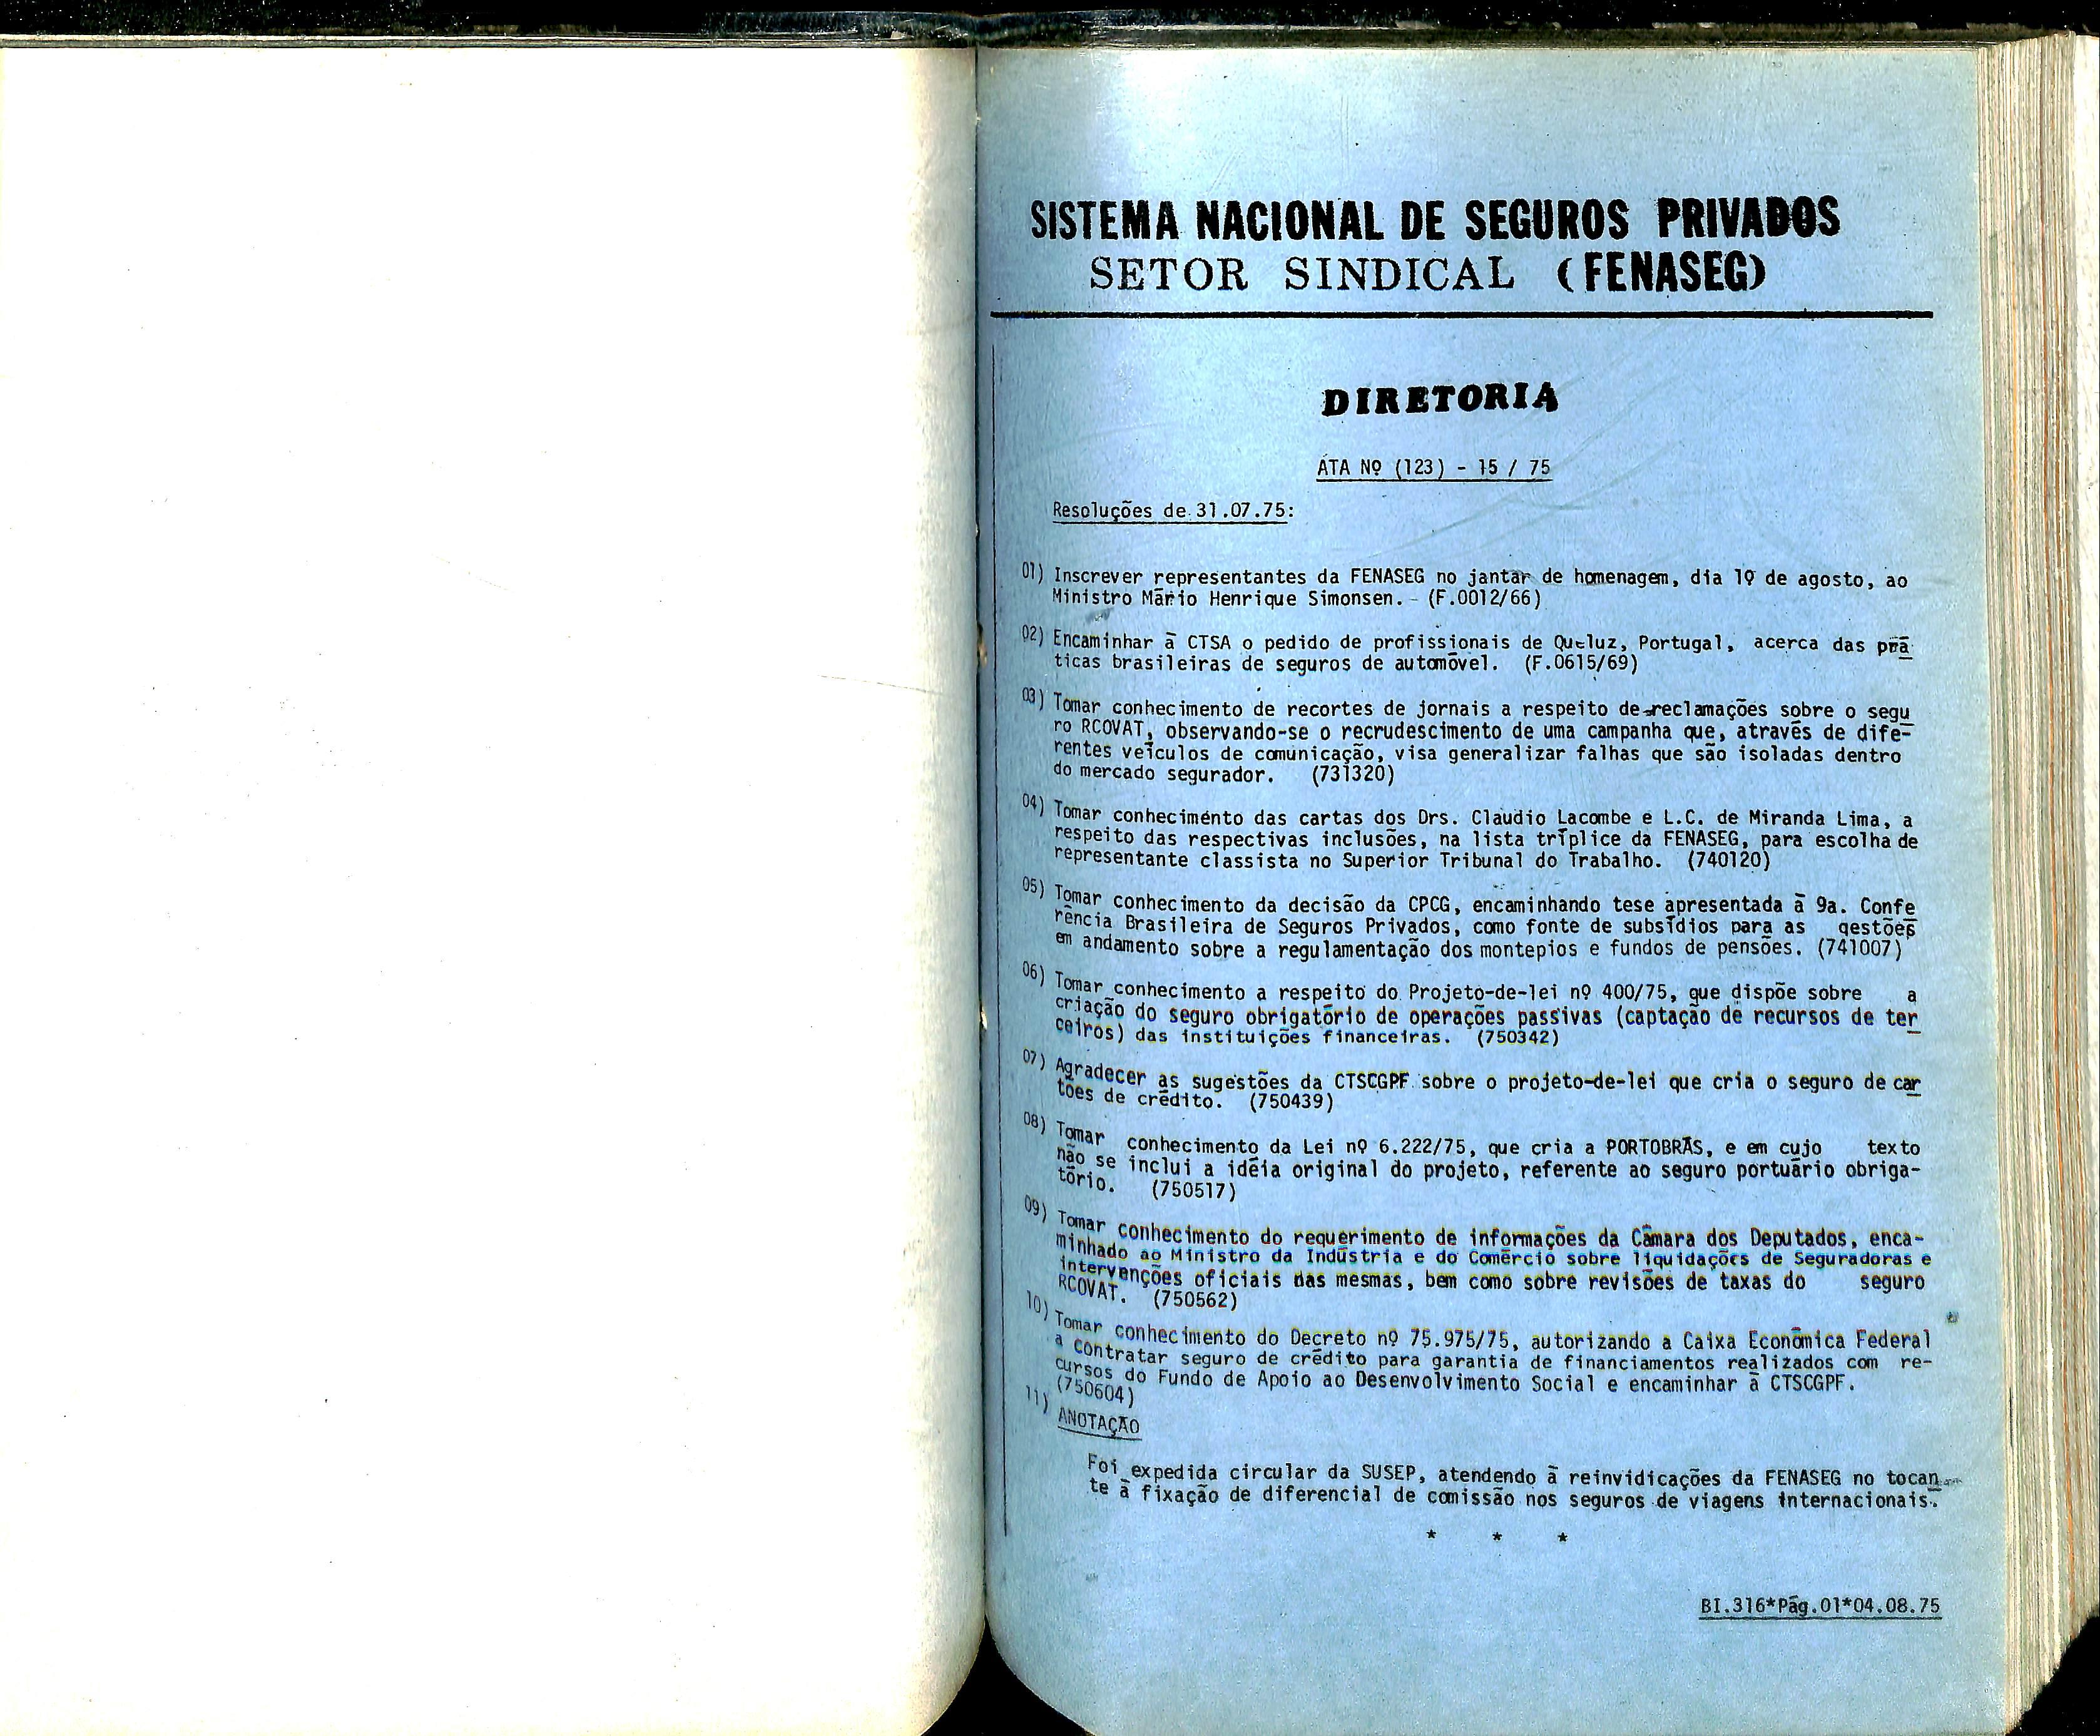 SISTEMA NACIONAL DE SEGUROS PRIVADOS
SETOR SINDICAL (FENASEG)
DIRETORIA
ATA Nº (123) - 15 / 75
Resoluções de 31.07.75:
01) Inscrever representantes da FENASEG no jantar de homenagem, dia 1º de agosto, ao
Ministro Mário Henrique Simonsen. - (F.0012/66)
02) Encaminhar à CTSA o pedido de profissionais de Queluz, Portugal, acerca das prá
ticas brasileiras de seguros de automóvel. (F.0615/69)
03) Tomar conhecimento de recortes de jornais a respeito de reclamações sobre o segu
ro RCOVAT, observando-se o recrudescimento de uma campanha que, através de dife-
rentes veículos de comunicação, visa generalizar falhas que são isoladas dentro
do mercado segurador. (731320)
04) Tomar conhecimento das cartas dos Drs. Claudio Lacombe e L.C. de Miranda Lima, a
respeito das respectivas inclusões, na lista tríplice da FENASEG, para escolha de
representante classista no Superior Tribunal do Trabalho. (740120)
05) Tomar conhecimento da decisão da CPCG, encaminhando tese apresentada à 9a. Confe
rência Brasileira de Seguros Privados, como fonte de subsídios para as gestões
em andamento sobre a regulamentação dos montepios e fundos de pensões. (741007)
06) Tomar conhecimento a respeito do Projeto-de-lei nº 400/75, que dispõe sobre a
criação do seguro obrigatório de operações passivas (captação de recursos de ter
ceiros) das instituições financeiras. (750342)
07) Agradecer as sugestões da CTSCGPF sobre o projeto-de-lei que cria o seguro de car
tões de crédito. (750439)
08) Tomar conhecimento da Lei nº 6.222/75, que cria a PORTOBRÁS, e em cujo texto
não se inclui a idéia original do projeto, referente ao seguro portuário obriga-
tório. (750517)
09) Tomar conhecimento do requerimento de informações da Câmara dos Deputados, enca-
minhado ao Ministro da Indústria e do Comércio sobre liquidações de Seguradoras e
intervenções oficiais nas mesmas, bem como sobre revisões de taxas do seguro
RCOVAT. (750562)
10) Tomar conhecimento do Decreto nº 75.975/75, autorizando a Caixa Econômica Federal
a contratar seguro de crédito para garantia de financiamentos realizados com re-
cursos do Fundo de Apoio ao Desenvolvimento Social e encaminhar à CTSCGPF.
(750604)
11) ANOTAÇÃO
Foi expedida circular da SUSEP, atendendo à reinvidicações da FENASEG no tocan
te à fixação de diferencial de comissão nos seguros de viagens internacionais.
* * *
BI.316*Pág.01*04.08.75